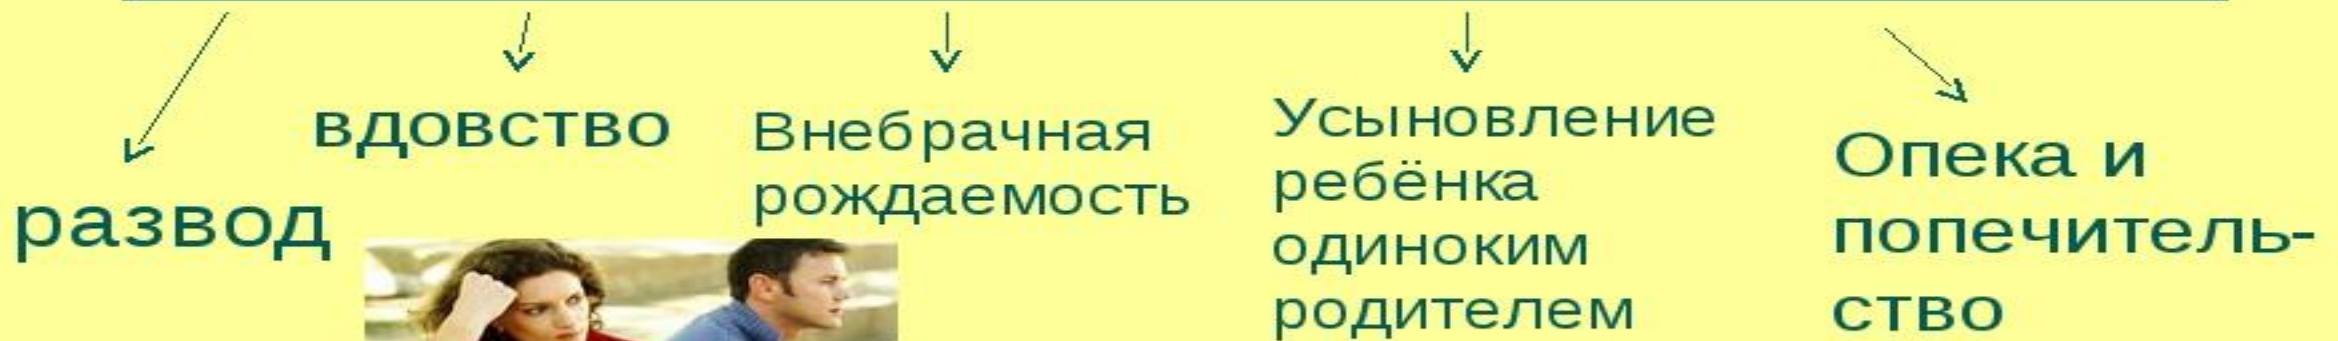 развод
вдовство
Внебрачная
рождаемость
Усыновление
ребёнка
одиноким
родителем
Опека и
попечитель-
ство